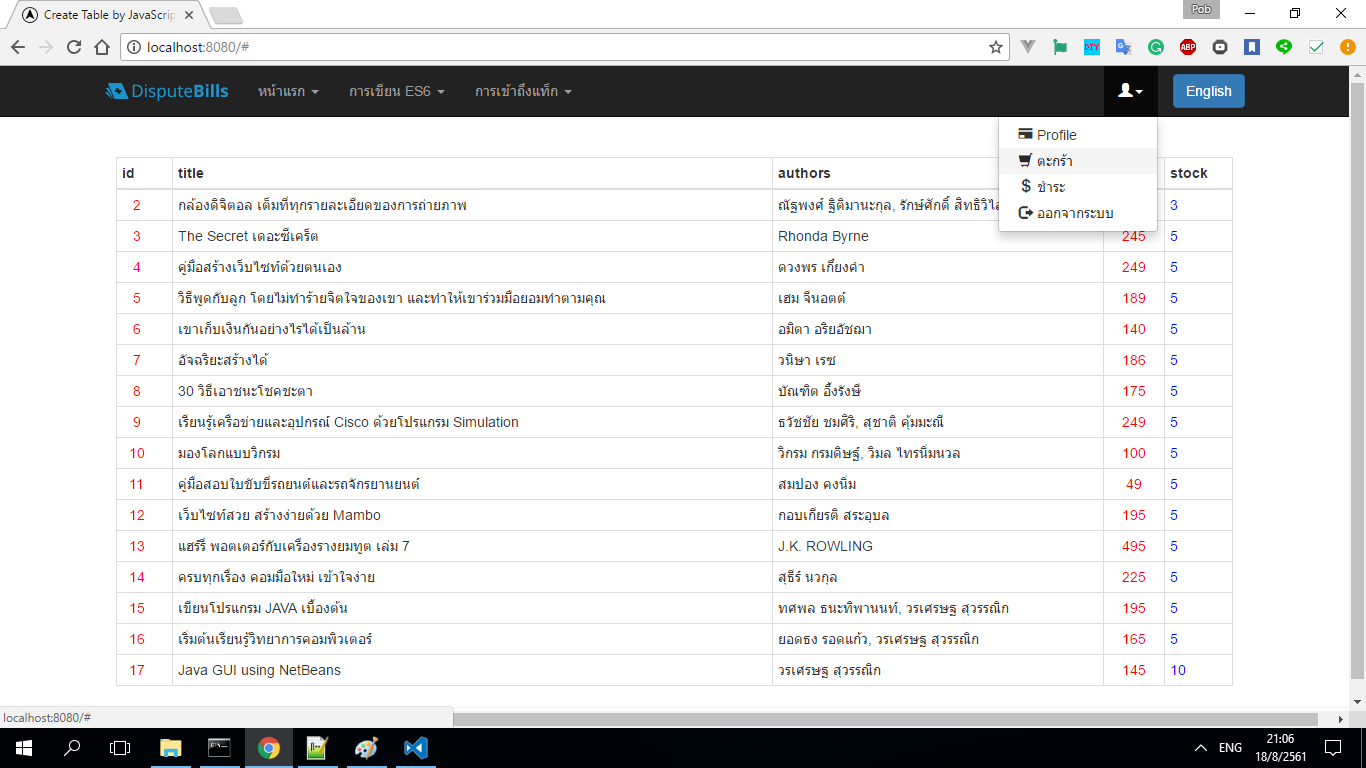 Create Table by JavaScrip
Pob
localhost:8080/#
DisputeBills หน้าแรก การเขียน ES6 การเข้าถึงแท็ก English
Profile
ตะกร้า
ชำระ
ออกจากระบบ
id title authors stock
2 กล้องดิจิตอล เต็มที่ทุกรายละเอียดของการถ่ายภาพ ณัฐพงศ์ ฐิติมานะกุล, รักษ์ศักดิ์ สิทธิวิไล 3
3 The Secret เดอะซีเคร็ต Rhonda Byrne 245 5
4 คู่มือสร้างเว็บไซท์ด้วยตนเอง ดวงพร เกี๋ยงคำ 249 5
5 วิธีพูดกับลูก โดยไม่ทำร้ายจิตใจของเขา และทำให้เขาร่วมมือยอมทำตามคุณ เฮม จีนอตต์ 189 5
6 เขาเก็บเงินกันอย่างไรได้เป็นล้าน อมิตา อริยอัชฌา 140 5
7 อัจฉริยะสร้างได้ วนิษา เรซ 186 5
8 30 วิธีเอาชนะโชคชะตา บัณฑิต อึ้งรังษี 175 5
9 เรียนรู้เครือข่ายและอุปกรณ์ Cisco ด้วยโปรแกรม Simulation ธวัชชัย ชมศิริ, สุชาติ คุ้มมะณี 249 5
10 มองโลกแบบวิกรม วิกรม กรมดิษฐ์, วิมล ไทรนิ่มนวล 100 5
11 คู่มือสอบใบขับขี่รถยนต์และรถจักรยานยนต์ สมปอง คงนิ่ม 49 5
12 เว็บไซท์สวย สร้างง่ายด้วย Mambo กอบเกียรติ สระอุบล 195 5
13 แฮร์รี่ พอตเตอร์กับเครื่องรางยมทูต เล่ม 7 J.K. ROWLING 495 5
14 ครบทุกเรื่อง คอมมือใหม่ เข้าใจง่าย สุธีร์ นวกุล 225 5
15 เขียนโปรแกรม JAVA เบื้องต้น ทศพล ธนะทิพานนท์, วรเศรษฐ สุวรรณิก 195 5
16 เริ่มต้นเรียนรู้วิทยาการคอมพิวเตอร์ ยอดธง รอดแก้ว, วรเศรษฐ สุวรรณิก 165 5
17 Java GUI using NetBeans วรเศรษฐ สุวรรณิก 145 10
localhost:8080/#
ENG
21:06
18/8/2561